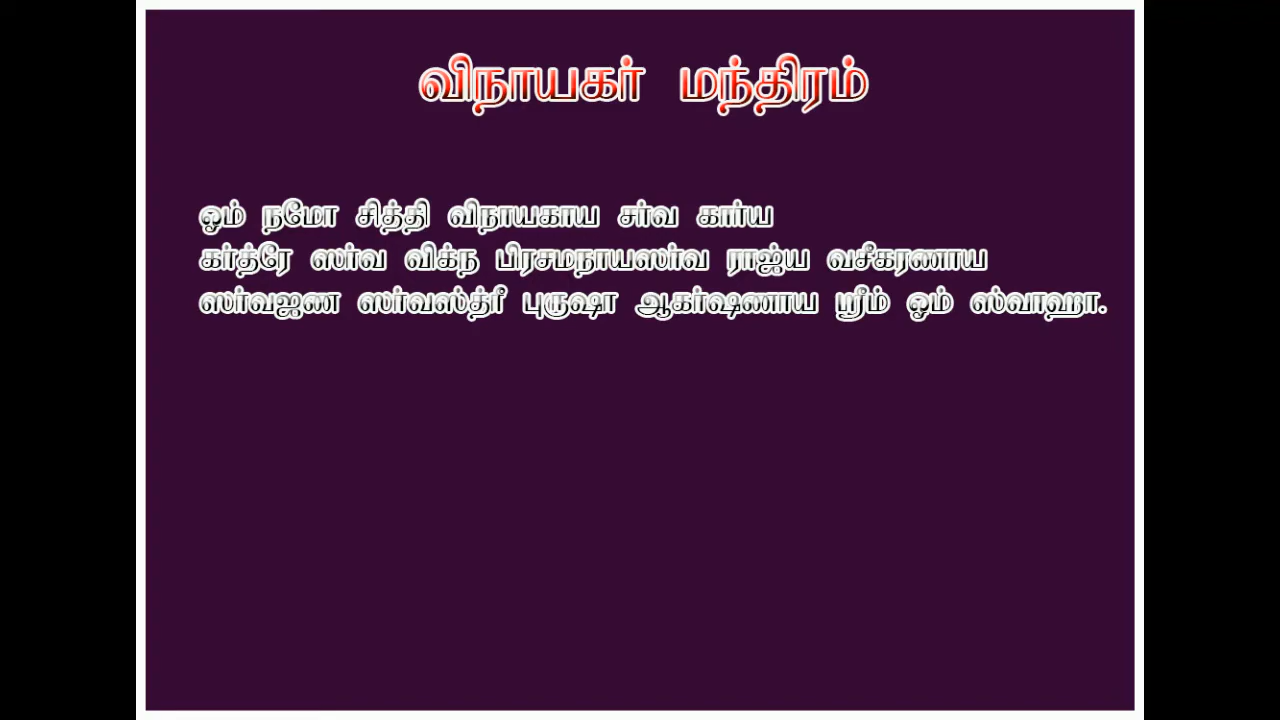 விநாயகர் மந்திரம்
ஓம் நமோ சித்தி விநாயகாய சர்வ கார்ய
கர்த்ரே ஸர்வ விக்ந பிரசமநாயஸர்வ ராஜ்ய வசீகரணாய
ஸர்வஜண ஸர்வஸ்த்ரீ புருஷா ஆகர்ஷணாய ஸ்ரீம் ஓம் ஸ்வாஹா.